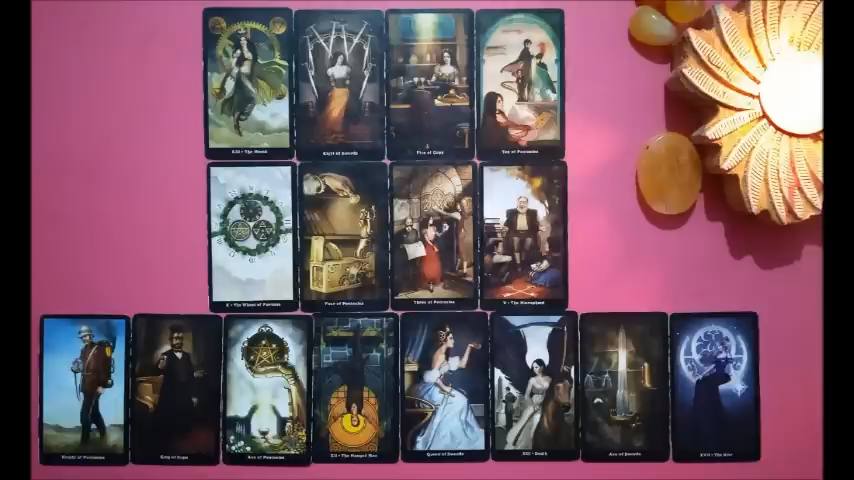 XXI • The World
Eight of Swords
Five of Cups
Ten of Pentacles
X • The Wheel of Fortune
Four of Pentacles
Three of Pentacles
V • The Hierophant
Knight of Pentacles
King of Cups
Ace of Pentacles
XII • The Hanged Man
Queen of Swords
XIII • Death
Ace of Swords
XVII • The Star